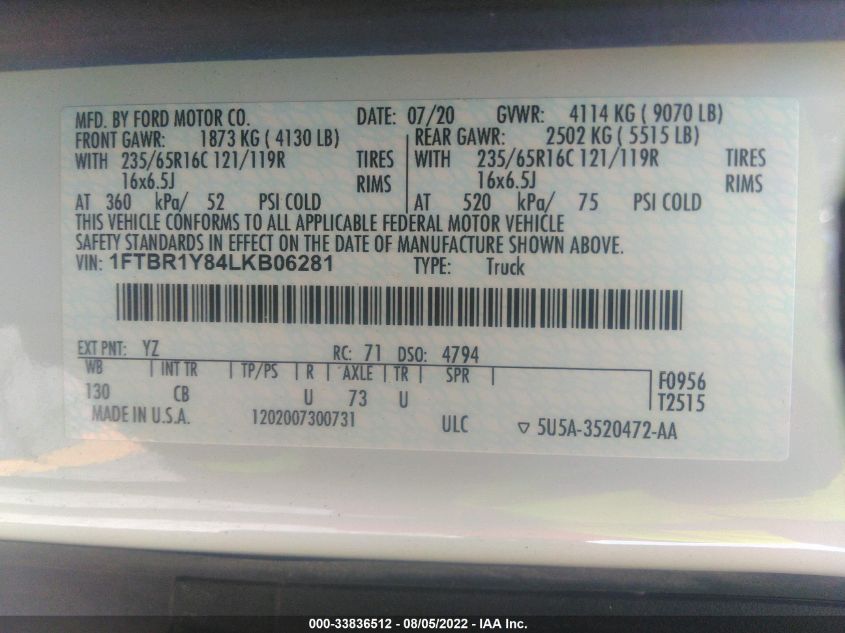 MFD. BY FORD MOTOR CO. DATE: 07/20 GVWR: 4114 KG ( 9070 LB)
FRONT GAWR: 1873 KG ( 4130 LB) REAR GAWR: 2502 KG ( 5515 LB)
WITH 235/65R16C 121/119R TIRES WITH 235/65R16C 121/119R TIRES
16x6.5J RIMS 16x6.5J RIMS
AT 360 kPa/ 52 PSI COLD AT 520 kPa/ 75 PSI COLD
THIS VEHICLE CONFORMS TO ALL APPLICABLE FEDERAL MOTOR VEHICLE
SAFETY STANDARDS IN EFFECT ON THE DATE OF MANUFACTURE SHOWN ABOVE.
VIN: 1FTBR1Y84LKB06281 TYPE: Truck
EXT PNT: YZ RC: 71 DSO: 4794
WB INT TR TP/PS R AXLE TR SPR F0956
130 CB U 73 U T2515
MADE IN U.S.A. 1202007300731 ULC ▽ 5U5A-3520472-AA
000-33836512 - 08/05/2022 - IAA Inc.